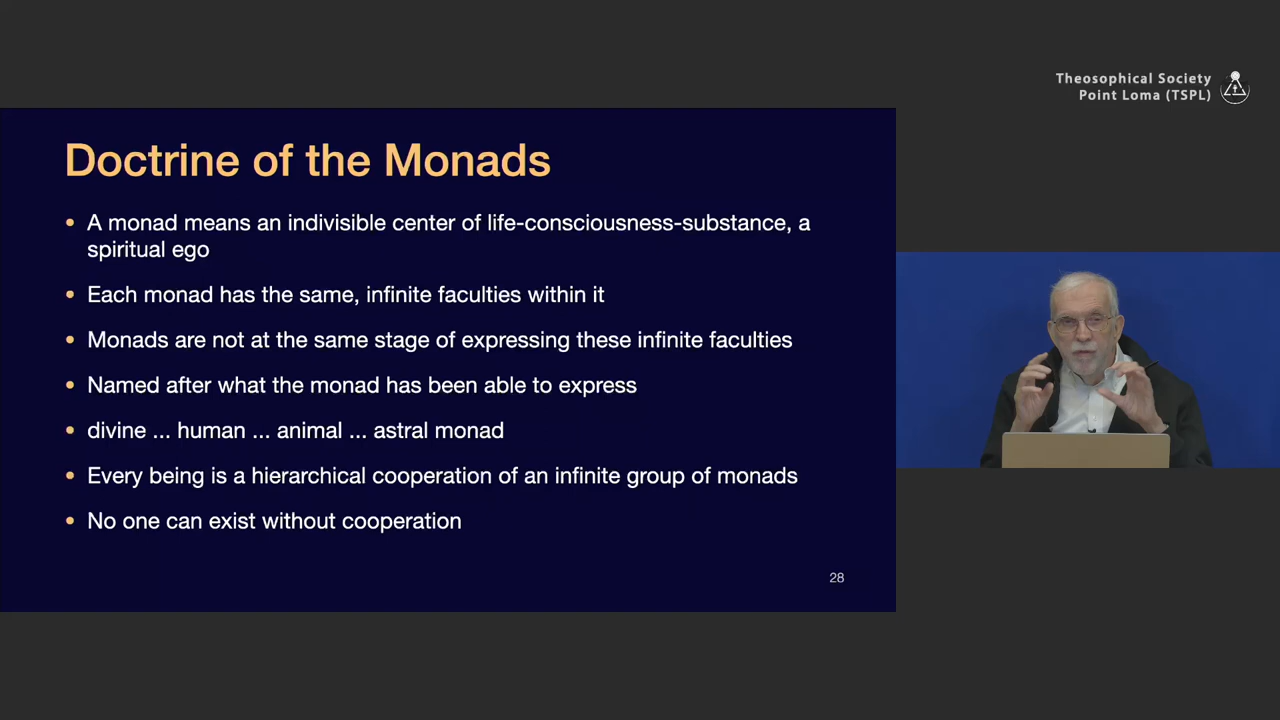 Theosophical Society
Point Loma (TSPL)
Doctrine of the Monads
• A monad means an indivisible center of life-consciousness-substance, a
spiritual ego
• Each monad has the same, infinite faculties within it
• Monads are not at the same stage of expressing these infinite faculties
• Named after what the monad has been able to express
• divine ... human ... animal ... astral monad
• Every being is a hierarchical cooperation of an infinite group of monads
• No one can exist without cooperation
28